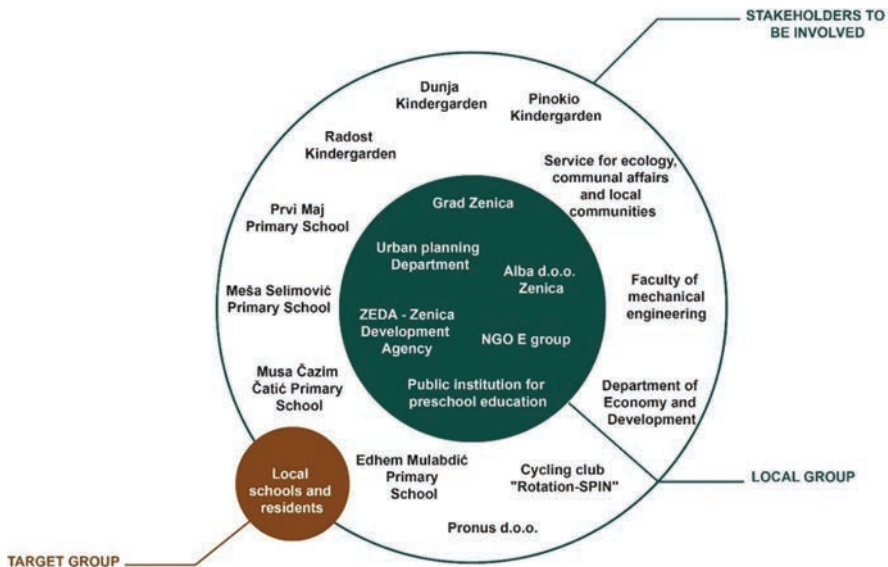 STAKEHOLDERS TO
BE INVOLVED
Dunja
Kindergarden
Pinokio
Kindergarden
Radost
Kindergarden
Service for ecology,
communal affairs
and local
communities
Prvi Maj
Primary School
Grad Zenica
Urban planning
Department
Alba d.o.o.
Zenica
Meša Selimović
Primary School
Faculty of
mechanical
engineering
ZEDA - Zenica
Development
Agency
NGO E group
Musa Čazim
Čatić Primary
School
Public institution for
preschool education
Department of
Economy and
Development
Local
schools and
residents
Edhem Mulabdić
Primary
School
Cycling club
"Rotation-SPIN"
LOCAL GROUP
Pronus d.o.o.
TARGET GROUP